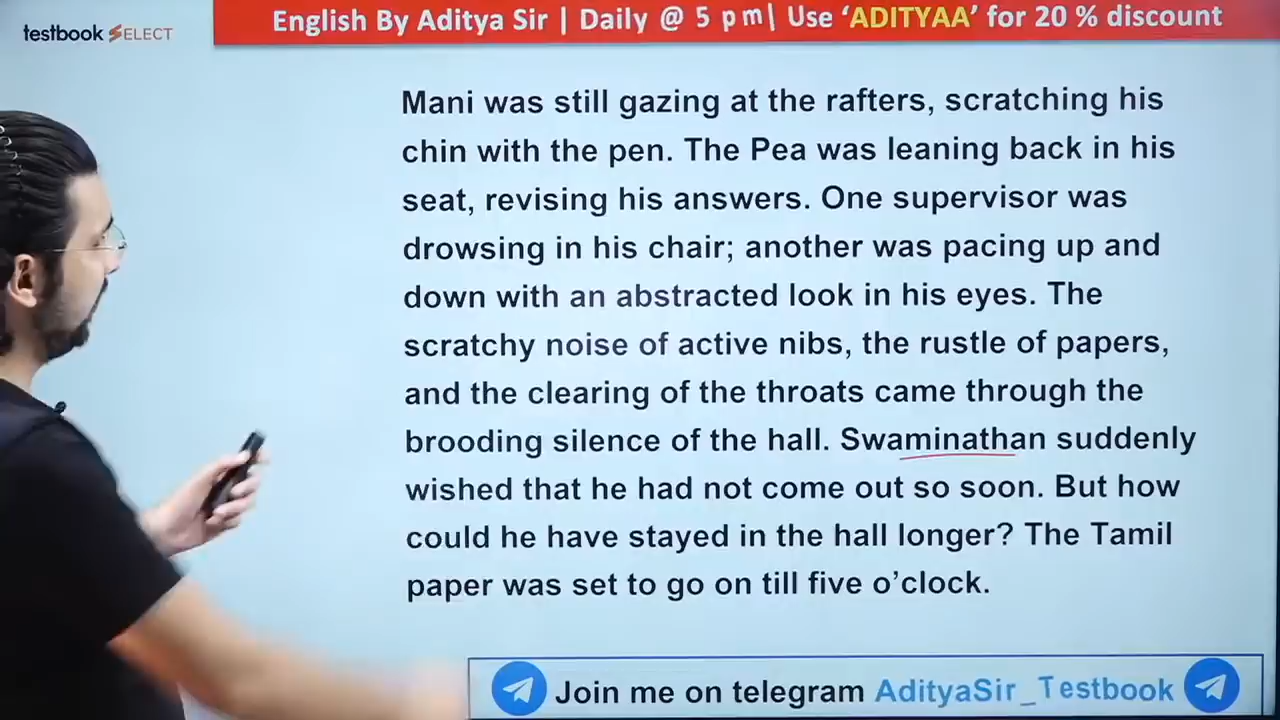 testbook SELECT
English By Aditya Sir | Daily @ 5 pm| Use ‘ADITYAA’ for 20 % discount
Mani was still gazing at the rafters, scratching his
chin with the pen. The Pea was leaning back in his
seat, revising his answers. One supervisor was
drowsing in his chair; another was pacing up and
down with an abstracted look in his eyes. The
scratchy noise of active nibs, the rustle of papers,
and the clearing of the throats came through the
brooding silence of the hall. Swaminathan suddenly
wished that he had not come out so soon. But how
could he have stayed in the hall longer? The Tamil
paper was set to go on till five o’clock.
Join me on telegram AdityaSir_Testbook